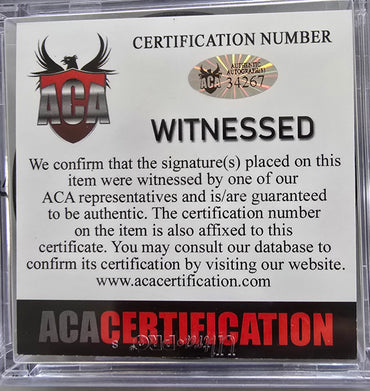 CERTIFICATION NUMBER
ACA
AUTHENTIC
AUTOGRAPH(S)
34267
WITNESSED
We confirm that the signature(s) placed on this
item were witnessed by one of our
ACA representatives and is/are guaranteed
to be authentic. The certification number
on the item is also affixed to this
certificate. You may consult our database to
confirm its certification by visiting our website.
www.acacertification.com
ACACERTIFICATION